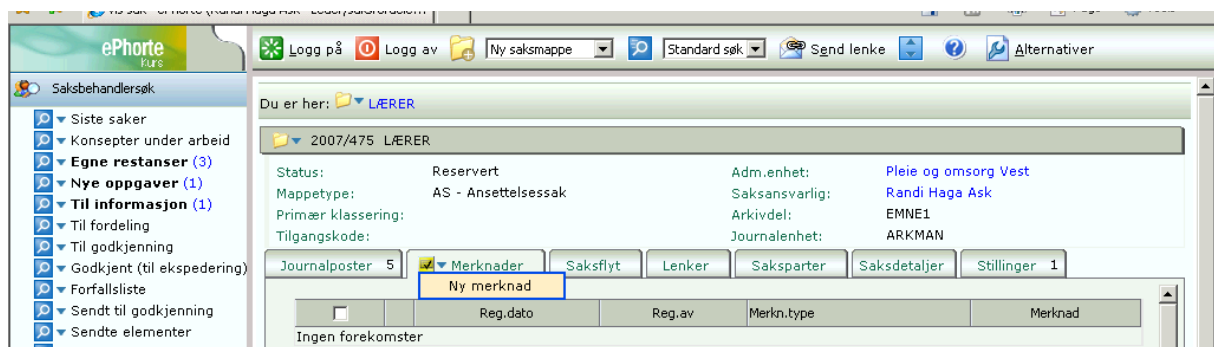 ePhorte
kurs
Logg på Logg av Ny saksmappe Standard søk Send lenke Alternativer
Saksbehandlersøk
Siste saker
Konsepter under arbeid
Egne restanser (3)
Nye oppgaver (1)
Til informasjon (1)
Til fordeling
Til godkjenning
Godkjent (til ekspedering)
Forfallsliste
Sendt til godkjenning
Sendte elementer
Du er her: LÆRER
2007/475 LÆRER
Status: Reservert Adm.enhet: Pleie og omsorg Vest
Mappetype: AS - Ansettelsessak Saksansvarlig: Randi Haga Ask
Primær klassering: Arkivdel: EMNE1
Tilgangskode: Journalenhet: ARKMAN
Journalposter 5 Merknader Saksflyt Lenker Saksparter Saksdetaljer Stillinger 1
Ny merknad
Reg.dato Reg.av Merkn.type Merknad
Ingen forekomster